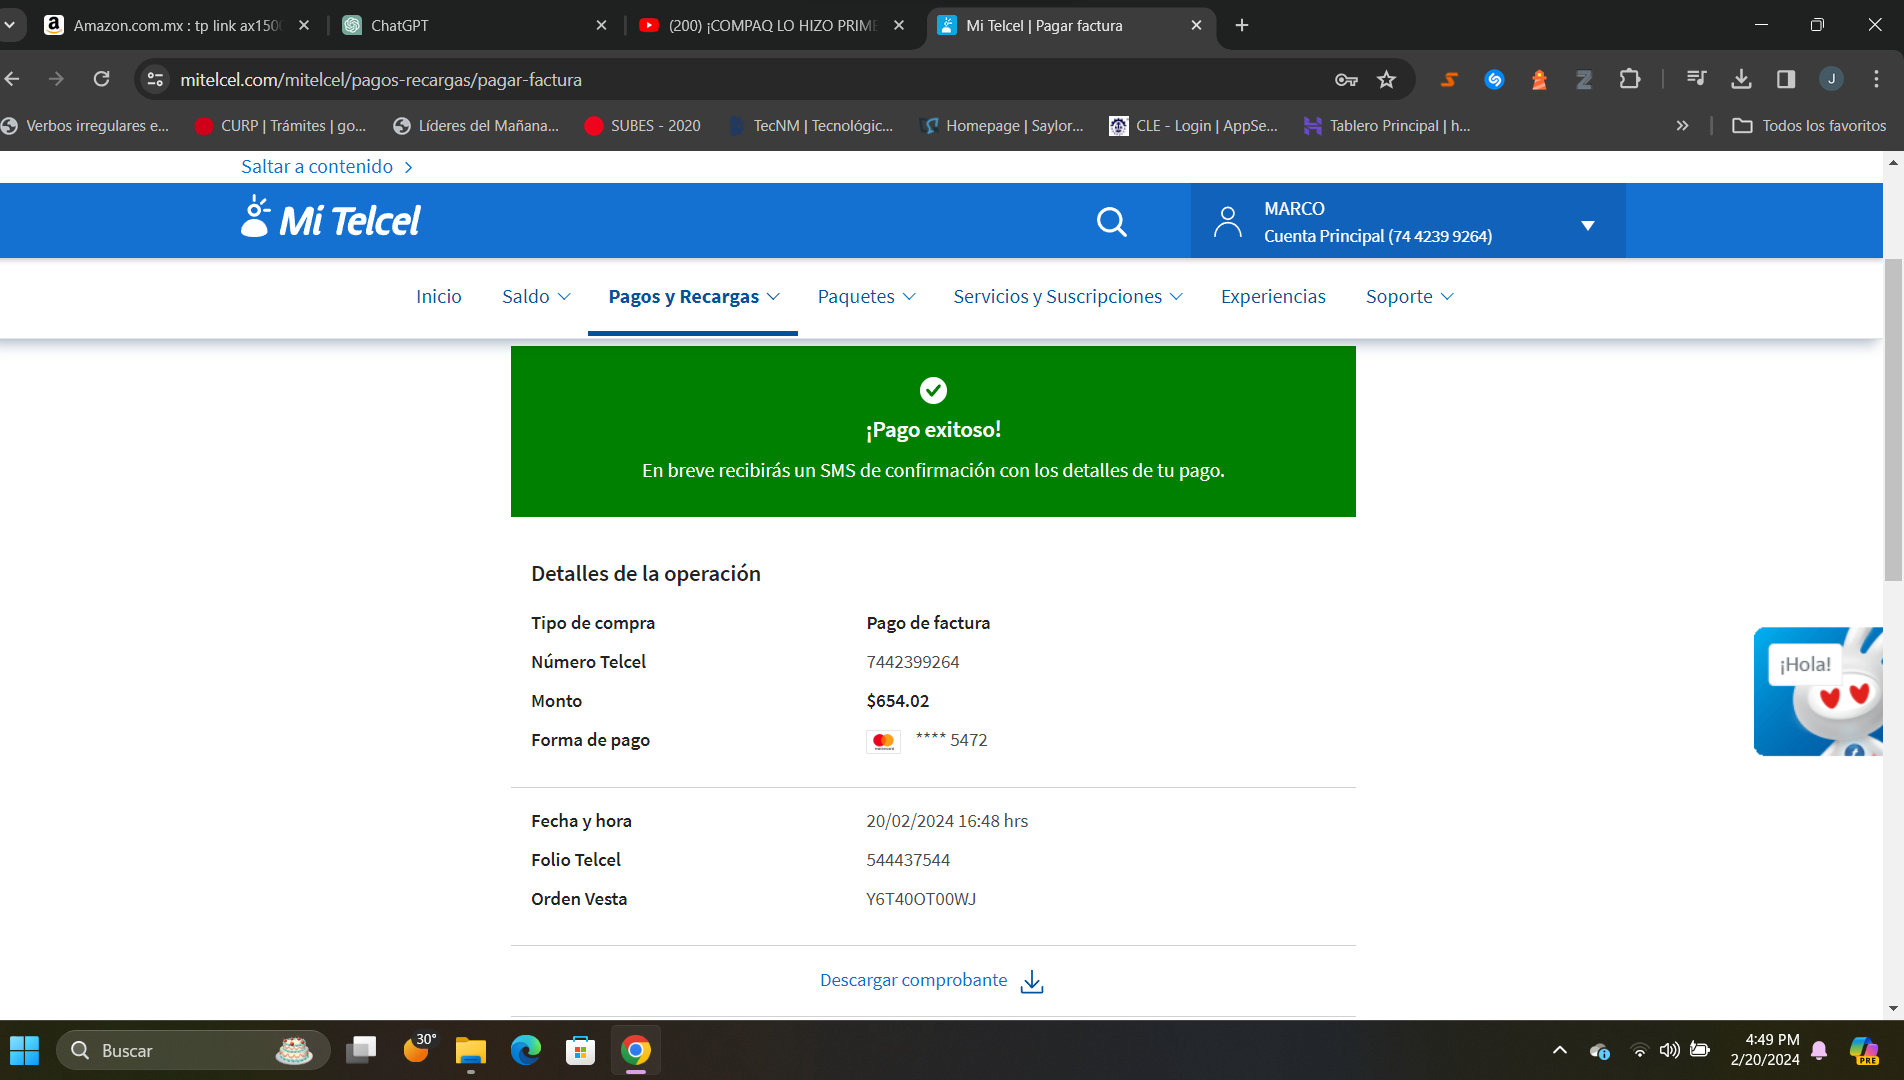 Amazon.com.mx : tp link ax150
ChatGPT
(200) ¡COMPAQ LO HIZO PRIME
Mi Telcel | Pagar factura
mitelcel.com/mitelcel/pagos-recargas/pagar-factura
J
Verbos irregulares e...
CURP | Trámites | go...
Líderes del Mañana...
SUBES - 2020
TecNM | Tecnológic...
Homepage | Saylor...
CLE - Login | AppSe...
Tablero Principal | h...
Todos los favoritos
Saltar a contenido
Mi Telcel
MARCO
Cuenta Principal (74 4239 9264)
Inicio
Saldo
Pagos y Recargas
Paquetes
Servicios y Suscripciones
Experiencias
Soporte
¡Pago exitoso!
En breve recibirás un SMS de confirmación con los detalles de tu pago.
Detalles de la operación
Tipo de compra Pago de factura
Número Telcel 7442399264
Monto $654.02
Forma de pago **** 5472
¡Hola!
Fecha y hora 20/02/2024 16:48 hrs
Folio Telcel 544437544
Orden Vesta Y6T40OT00WJ
Descargar comprobante
Buscar
30°
4:49 PM
2/20/2024
PRE